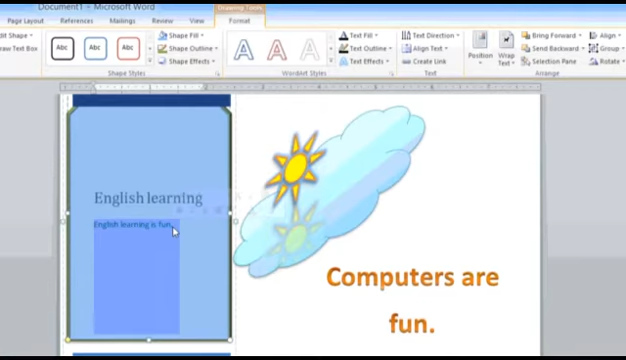 Document1 - Microsoft Word
Drawing Tools
Page Layout References Mailings Review View Format
Edit Shape
Draw Text Box
Abc Abc Abc
Shape Fill
Shape Outline
Shape Effects
Shape Styles
A A A
WordArt Styles
Text Fill
Text Outline
Text Effects
Text Direction
Align Text
Create Link
Text
Position
Wrap Text
Bring Forward
Send Backward
Selection Pane
Align
Group
Rotate
Arrange
English learning
English learning is fun.
Computers are
fun.